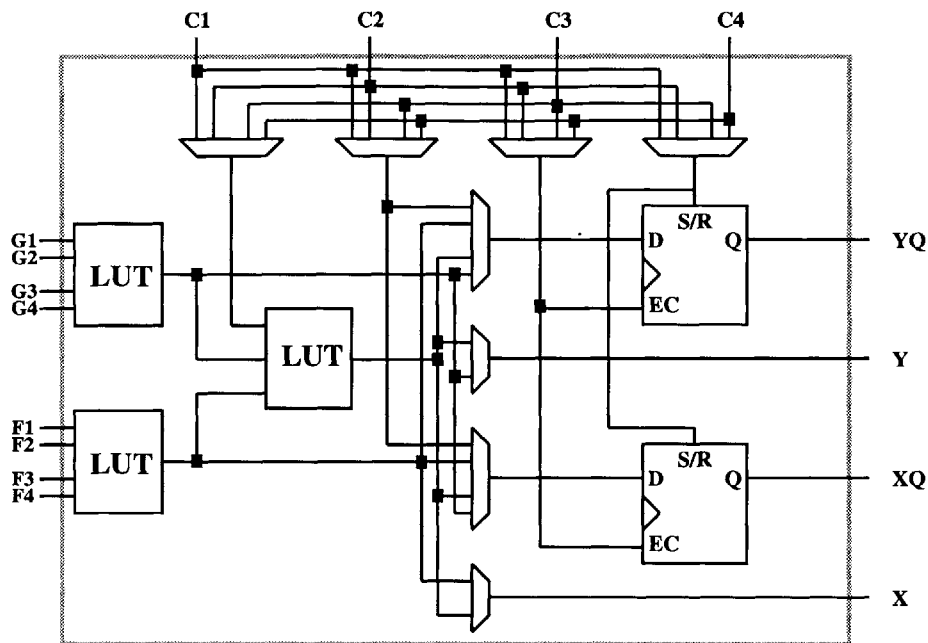 C1 C2 C3 C4
S/R
G1
G2
LUT
D Q YQ
G3
G4
EC
LUT
Y
F1
F2
LUT
S/R
F3
F4
D Q XQ
EC
X